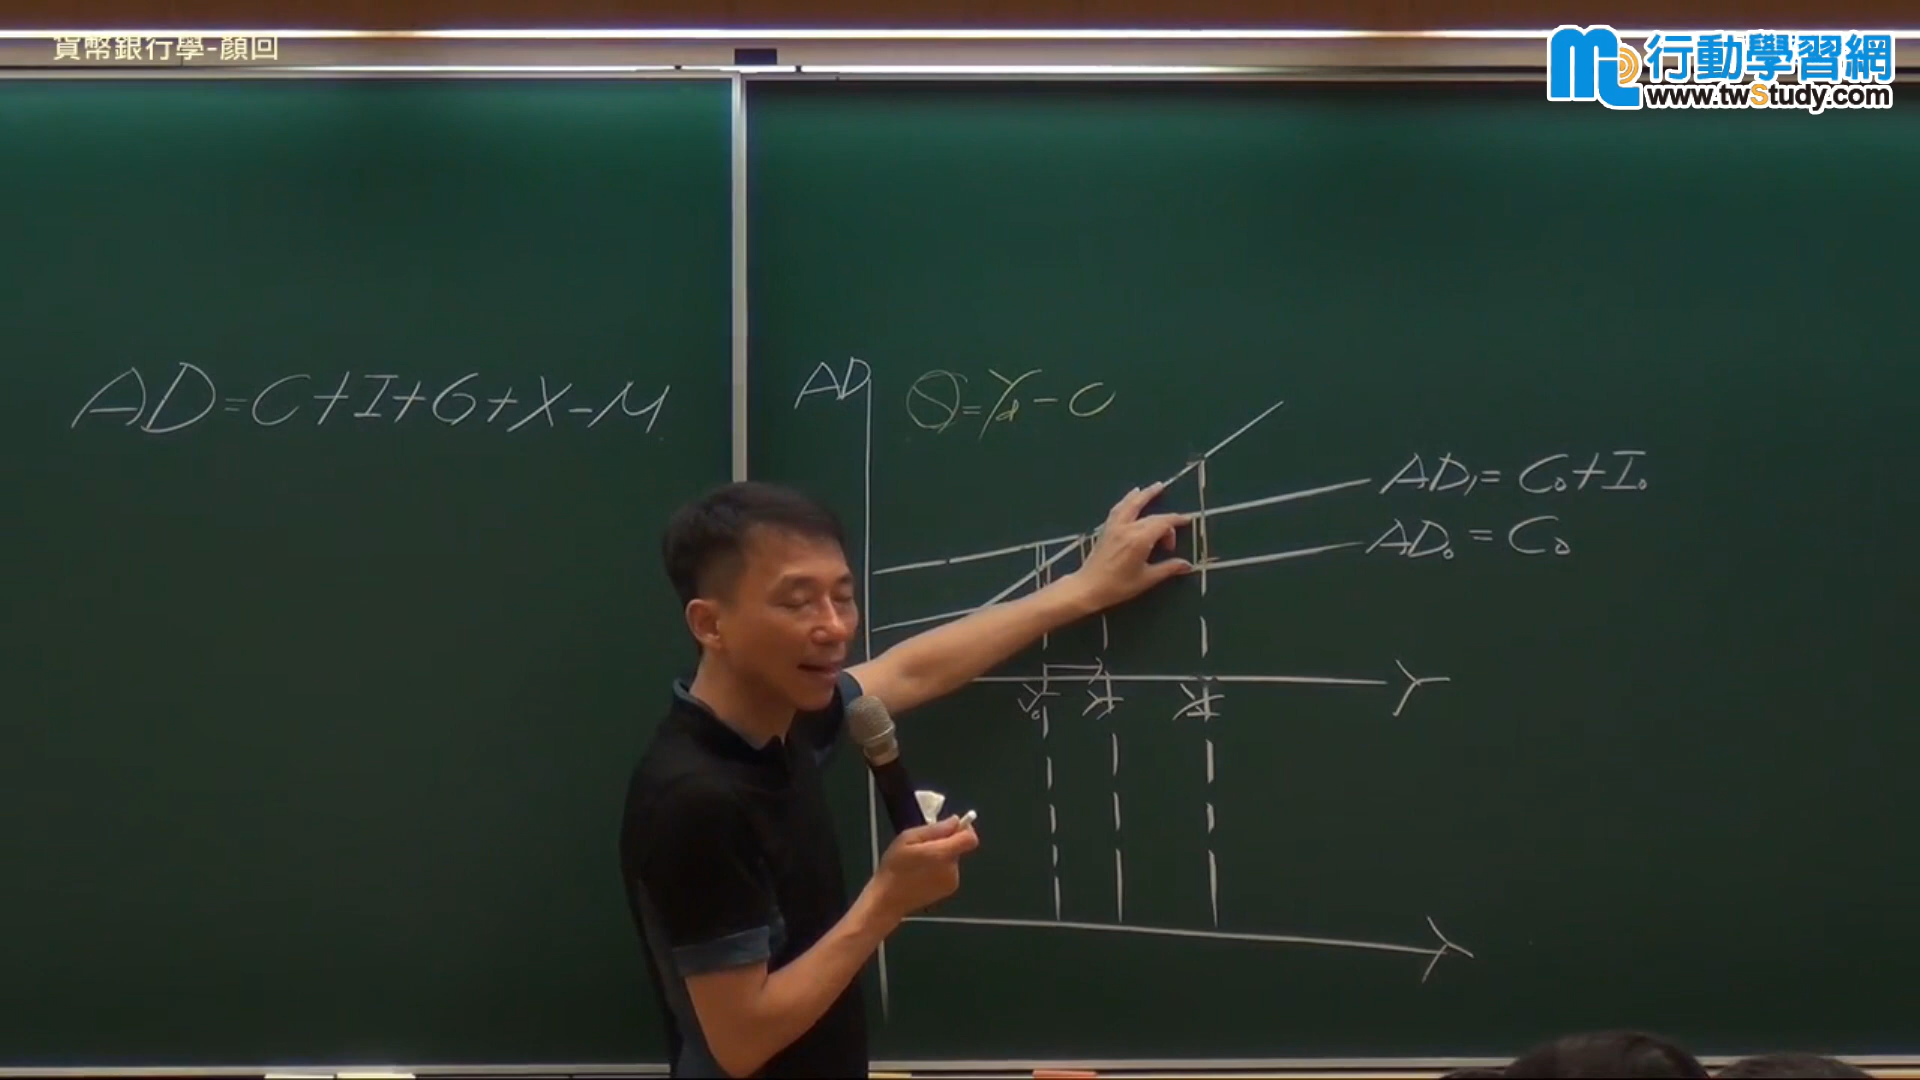 貨幣銀行學-顏回
行動學習網
www.twStudy.com
AD=C+I+G+X-M
AD
S=Yd-C
AD₁=C₀+I₀
AD₀=C₀
Y₀
Y
Y